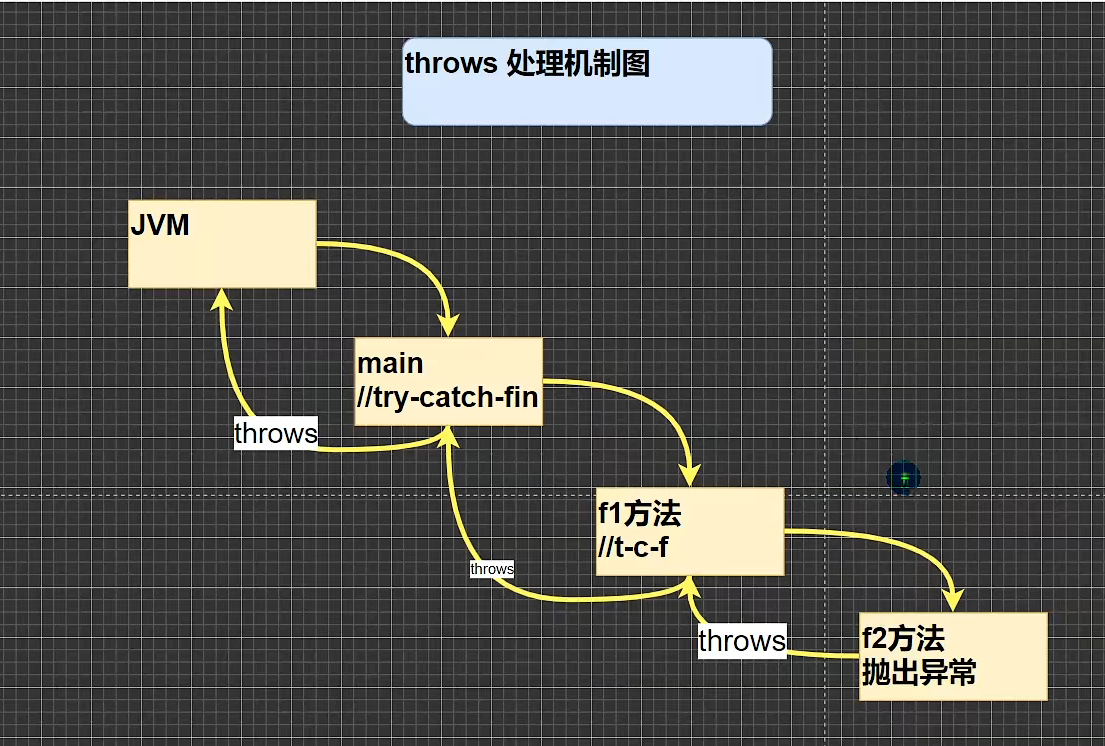 throws 处理机制图
JVM
main
//try-catch-fin
throws
f1方法
//t-c-f
throws
f2方法
抛出异常
throws